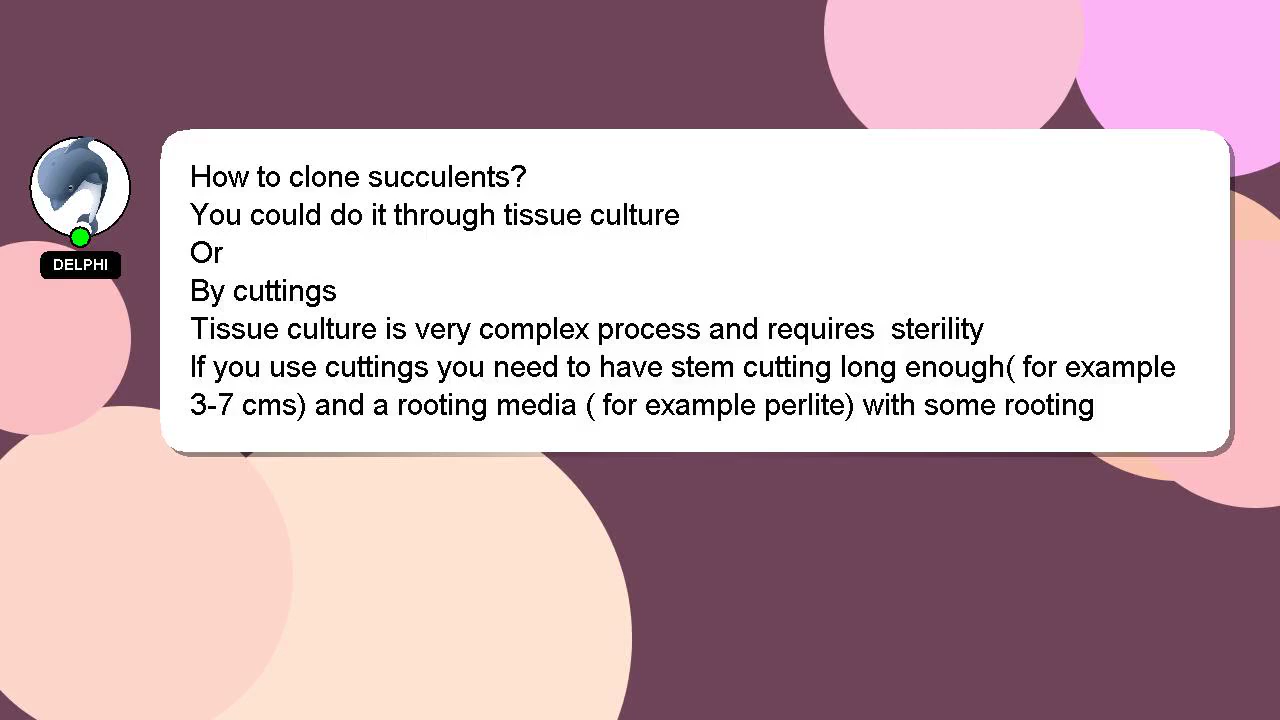 How to clone succulents?
You could do it through tissue culture
Or
By cuttings
Tissue culture is very complex process and requires  sterility
If you use cuttings you need to have stem cutting long enough( for example
3-7 cms) and a rooting media ( for example perlite) with some rooting
DELPHI